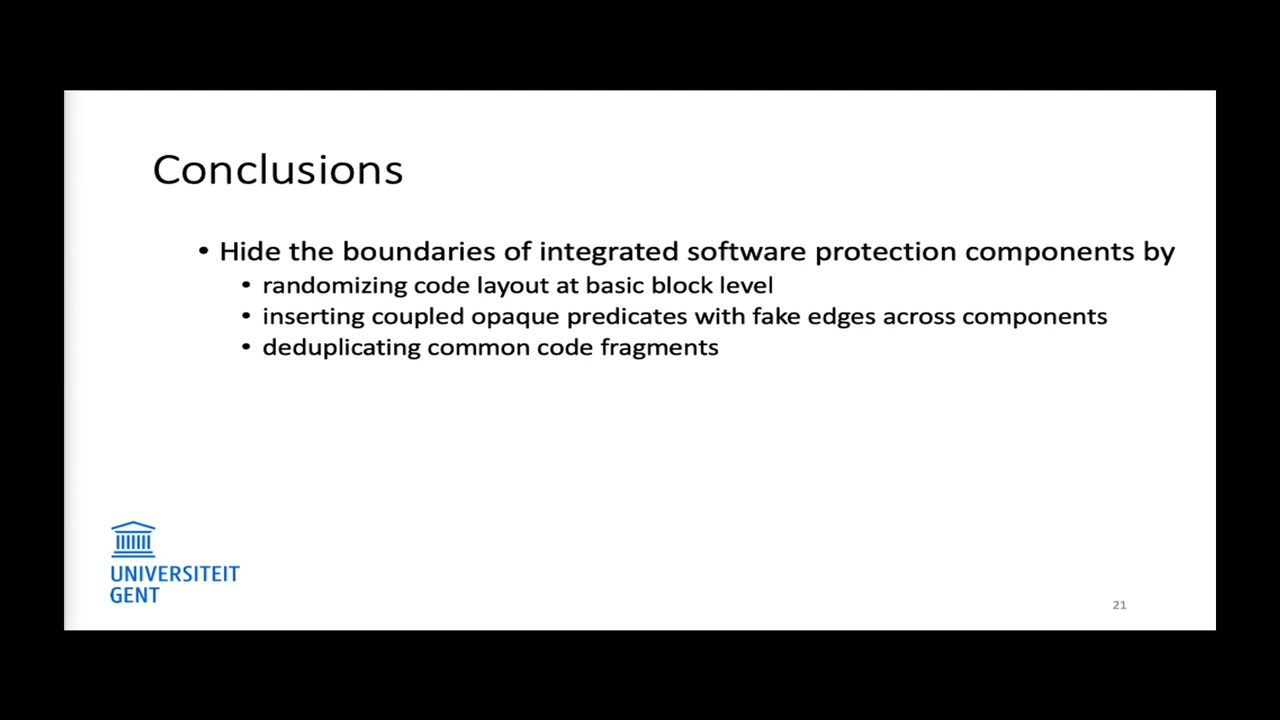 Conclusions
• Hide the boundaries of integrated software protection components by
• randomizing code layout at basic block level
• inserting coupled opaque predicates with fake edges across components
• deduplicating common code fragments
UNIVERSITEIT
GENT
21